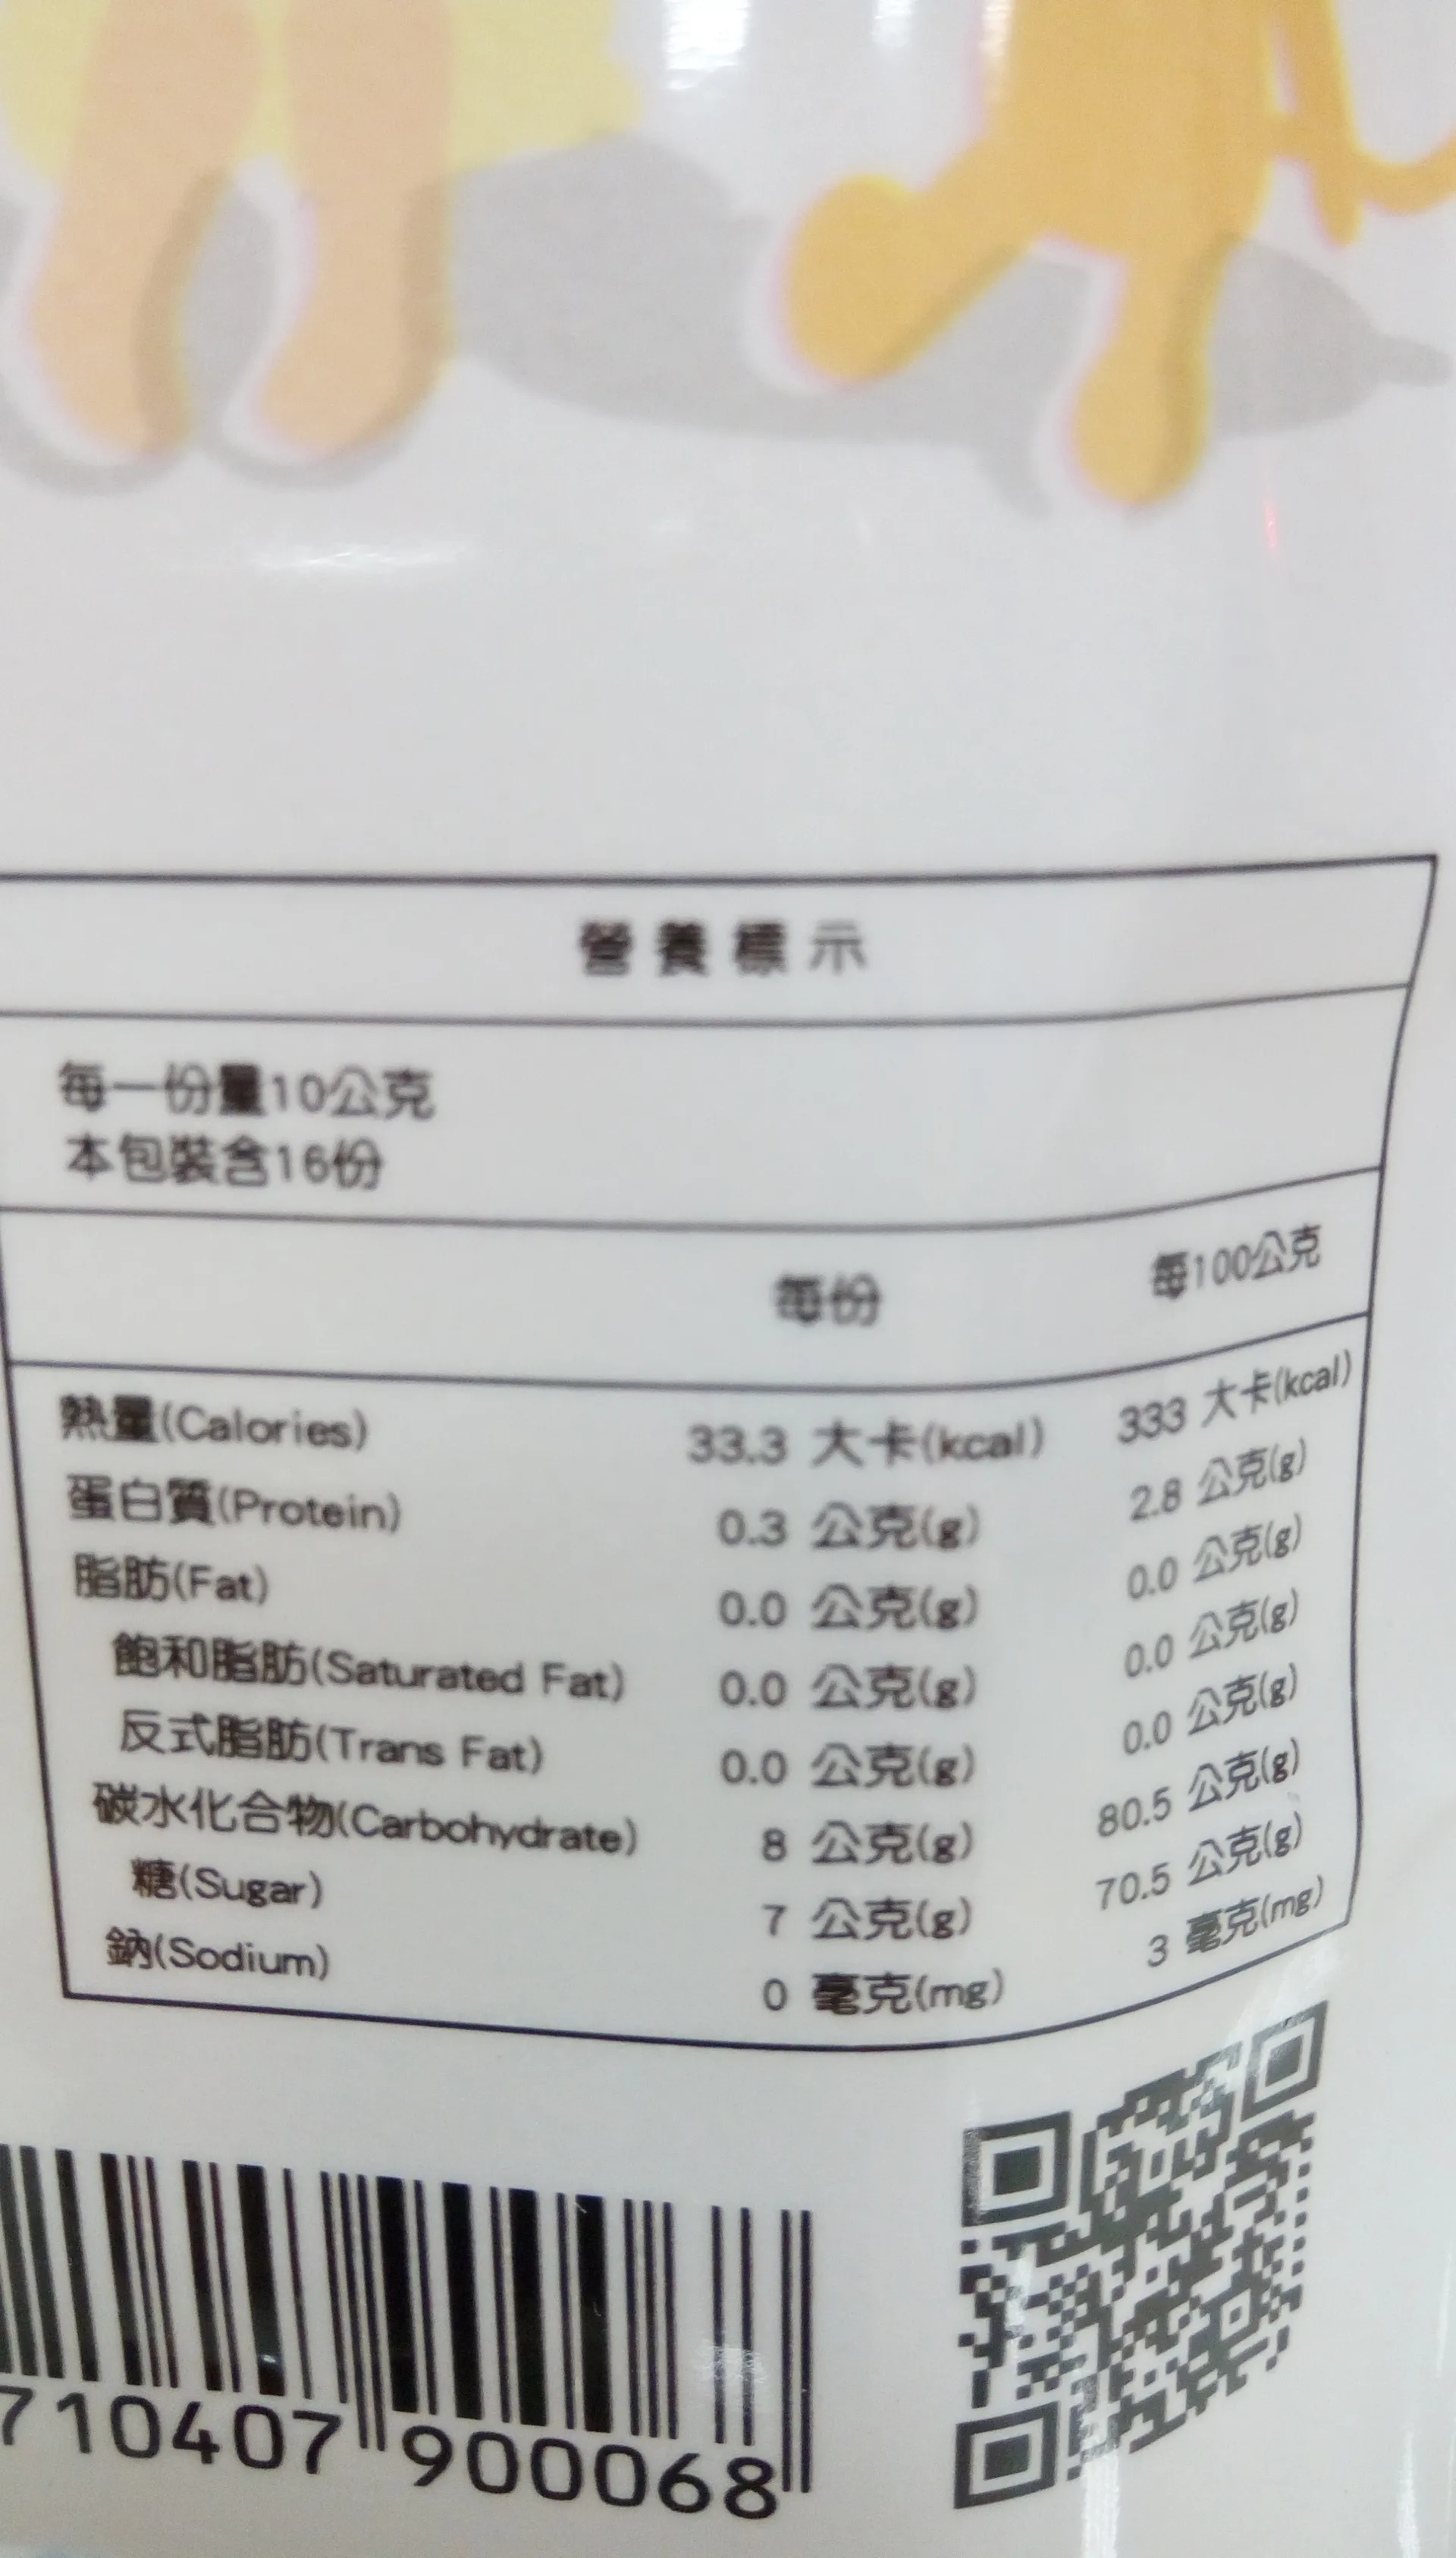 營養標示
每一份量10公克
本包裝含16份
每份 每100公克
熱量(Calories) 33.3 大卡(kcal) 333 大卡(kcal)
蛋白質(Protein) 0.3 公克(g) 2.8 公克(g)
脂肪(Fat) 0.0 公克(g) 0.0 公克(g)
飽和脂肪(Saturated Fat) 0.0 公克(g) 0.0 公克(g)
反式脂肪(Trans Fat) 0.0 公克(g) 0.0 公克(g)
碳水化合物(Carbohydrate) 8 公克(g) 80.5 公克(g)
糖(Sugar) 7 公克(g) 70.5 公克(g)
鈉(Sodium) 0 毫克(mg) 3 毫克(mg)
710407 900068